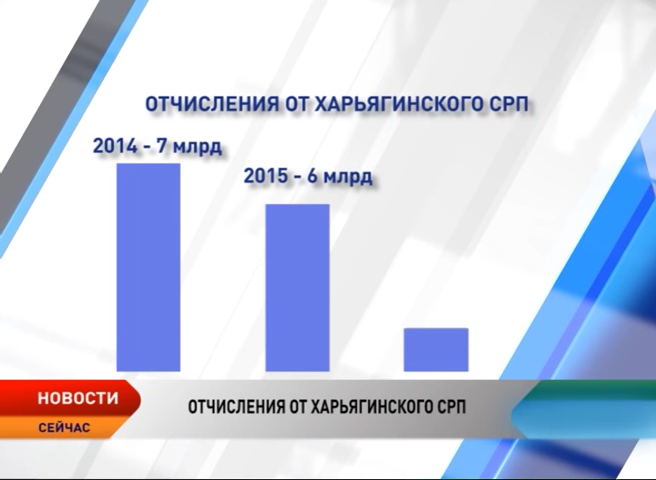 ОТЧИСЛЕНИЯ ОТ ХАРЬЯГИНСКОГО СРП
2014 - 7 млрд
2015 - 6 млрд
НОВОСТИ
ОТЧИСЛЕНИЯ ОТ ХАРЬЯГИНСКОГО СРП
СЕЙЧАС